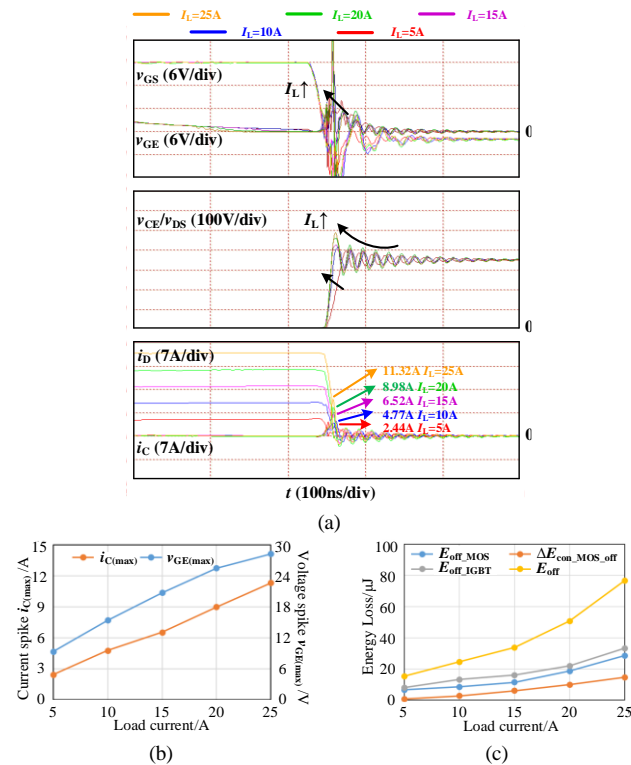 (a)
I_L=25A I_L=20A I_L=15A
I_L=10A I_L=5A
v_GS (6V/div)
I_L↑
v_GE (6V/div)
0
v_CE/v_DS (100V/div)
I_L↑
0
i_D (7A/div)
11.32A I_L=25A
8.98A I_L=20A
6.52A I_L=15A
4.77A I_L=10A
2.44A I_L=5A
i_C (7A/div)
0
t (100ns/div)
(a)
Current spike i_C(max)/A
15
12
9
6
3
0
i_C(max) v_GE(max)
30
24
18
12
6
0
Voltage spike v_GE(max)/V
5 10 15 20 25
Load current/A
(b)
Energy Loss/μJ
100
80
60
40
20
0
E_off_MOS ΔE_con_MOS_off
E_off_IGBT E_off
5 10 15 20 25
Load current/A
(c)